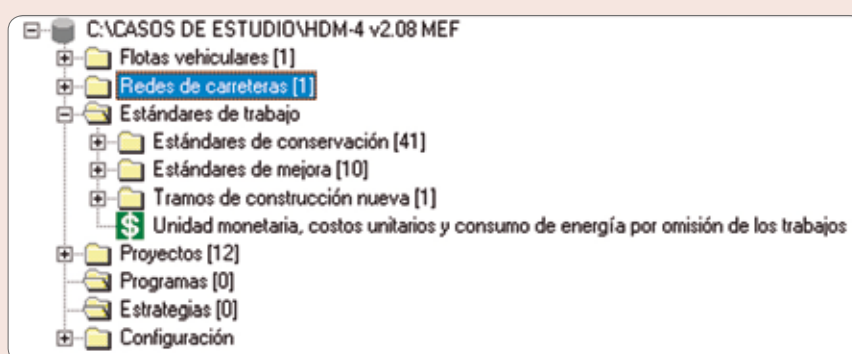 C:\CASOS DE ESTUDIO\HDM-4 v2.08 MEF
Flotas vehiculares [1]
Redes de carreteras [1]
Estándares de trabajo
Estándares de conservación [41]
Estándares de mejora [10]
Tramos de construcción nueva [1]
$ Unidad monetaria, costos unitarios y consumo de energía por omisión de los trabajos
Proyectos [12]
Programas [0]
Estrategias [0]
Configuración